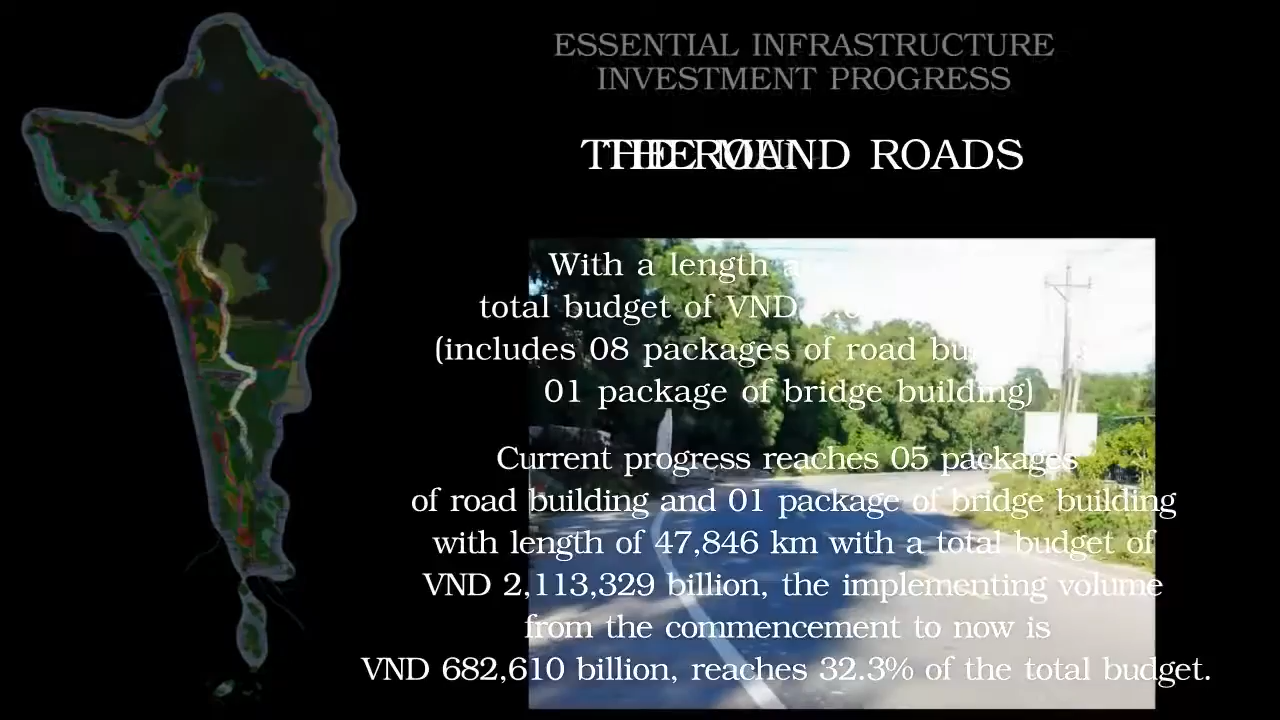 ESSENTIAL INFRASTRUCTURE
INVESTMENT PROGRESS
ROADS
With a length a
total budget of VND
(includes 08 packages of road
01 package of bridge building)
Current progress reaches 05 packages
of road building and 01 package of bridge building
with length of 47,846 km with a total budget of
VND 2,113,329 billion, the implementing volume
from the commencement to now is
VND 682,610 billion, reaches 32.3% of the total budget.